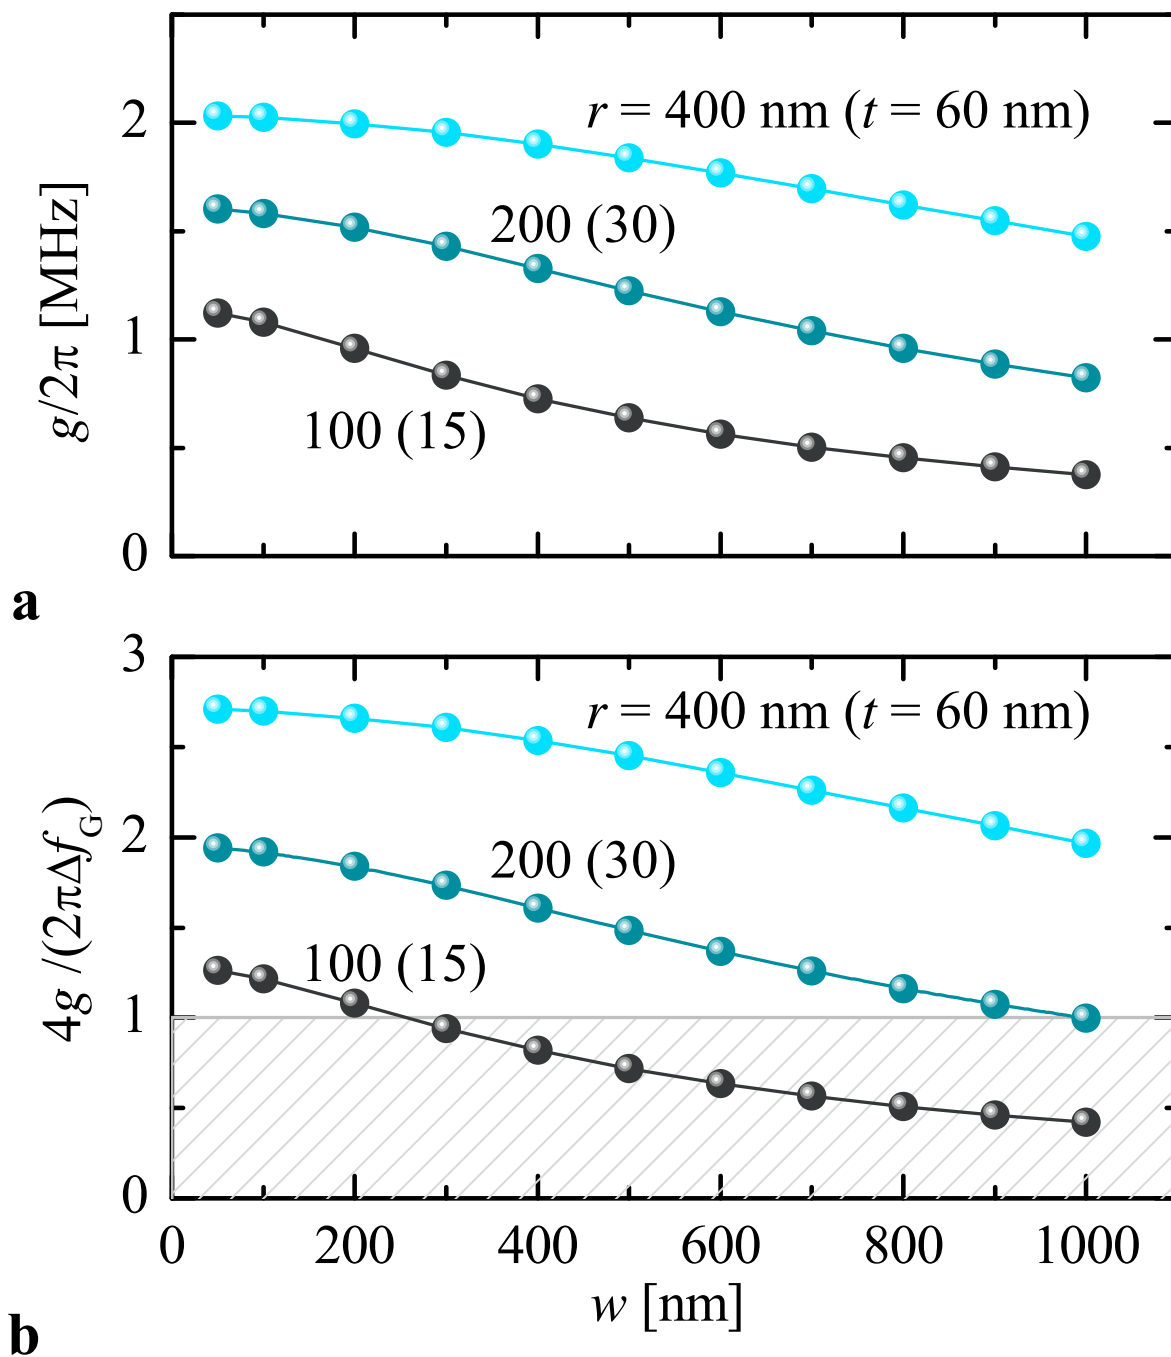 2
r = 400 nm (t = 60 nm)
200 (30)
1
100 (15)
0
g/2π [MHz]
a
3
r = 400 nm (t = 60 nm)
2
200 (30)
100 (15)
1
0
4g /(2πΔfG)
0 200 400 600 800 1000
w [nm]
b